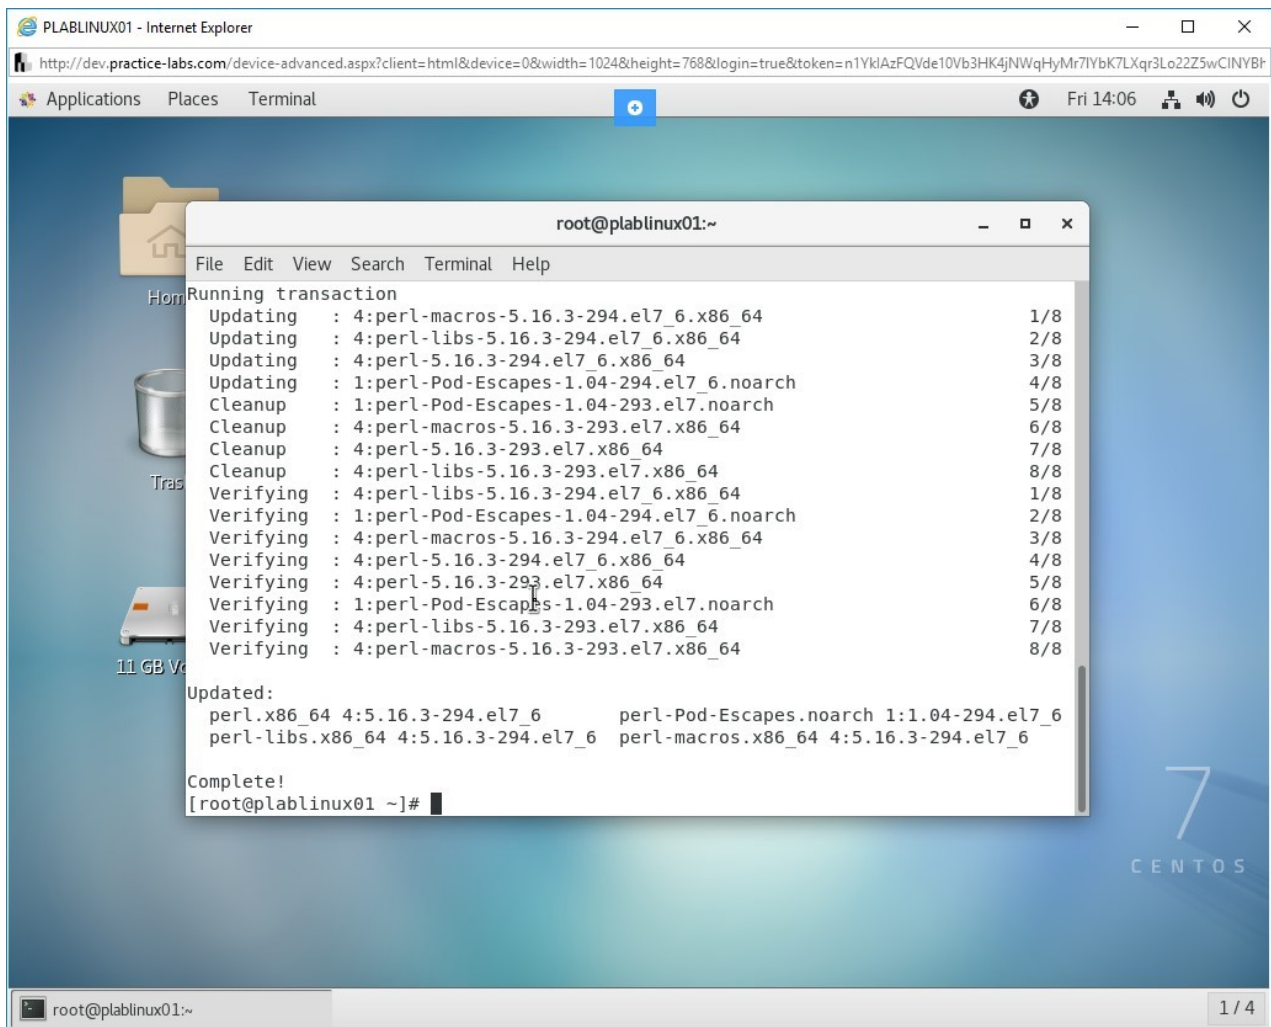 PLABLINUX01 - Internet Explorer
http://dev.practice-labs.com/device-advanced.aspx?client=html&device=0&width=1024&height=768&login=true&token=
Applications Places Terminal Fri 14:06
root@plablinux01:~
File Edit View Search Terminal Help
Running transaction
Updating : 4:perl-macros-5.16.3-294.el7_6.x86_64 1/8
Updating : 4:perl-libs-5.16.3-294.el7_6.x86_64 2/8
Updating : 4:perl-5.16.3-294.el7_6.x86_64 3/8
Updating : 1:perl-Pod-Escapes-1.04-294.el7_6.noarch 4/8
Cleanup : 1:perl-Pod-Escapes-1.04-293.el7.noarch 5/8
Cleanup : 4:perl-macros-5.16.3-293.el7.x86_64 6/8
Cleanup : 4:perl-5.16.3-293.el7.x86_64 7/8
Cleanup : 4:perl-libs-5.16.3-293.el7.x86_64 8/8
Verifying : 4:perl-libs-5.16.3-294.el7_6.x86_64 1/8
Verifying : 1:perl-Pod-Escapes-1.04-294.el7_6.noarch 2/8
Verifying : 4:perl-macros-5.16.3-294.el7_6.x86_64 3/8
Verifying : 4:perl-5.16.3-294.el7_6.x86_64 4/8
Verifying : 4:perl-5.16.3-293.el7.x86_64 5/8
Verifying : 1:perl-Pod-Escapes-1.04-293.el7.noarch 6/8
Verifying : 4:perl-libs-5.16.3-293.el7.x86_64 7/8
Verifying : 4:perl-macros-5.16.3-293.el7.x86_64 8/8
Updated:
perl.x86_64 4:5.16.3-294.el7_6 perl-Pod-Escapes.noarch 1:1.04-294.el7_6
perl-libs.x86_64 4:5.16.3-294.el7_6 perl-macros.x86_64 4:5.16.3-294.el7_6
Complete!
[root@plablinux01 ~]#
Hom
Tras
11 GB Vo
7
CENTOS
root@plablinux01:~
1 / 4